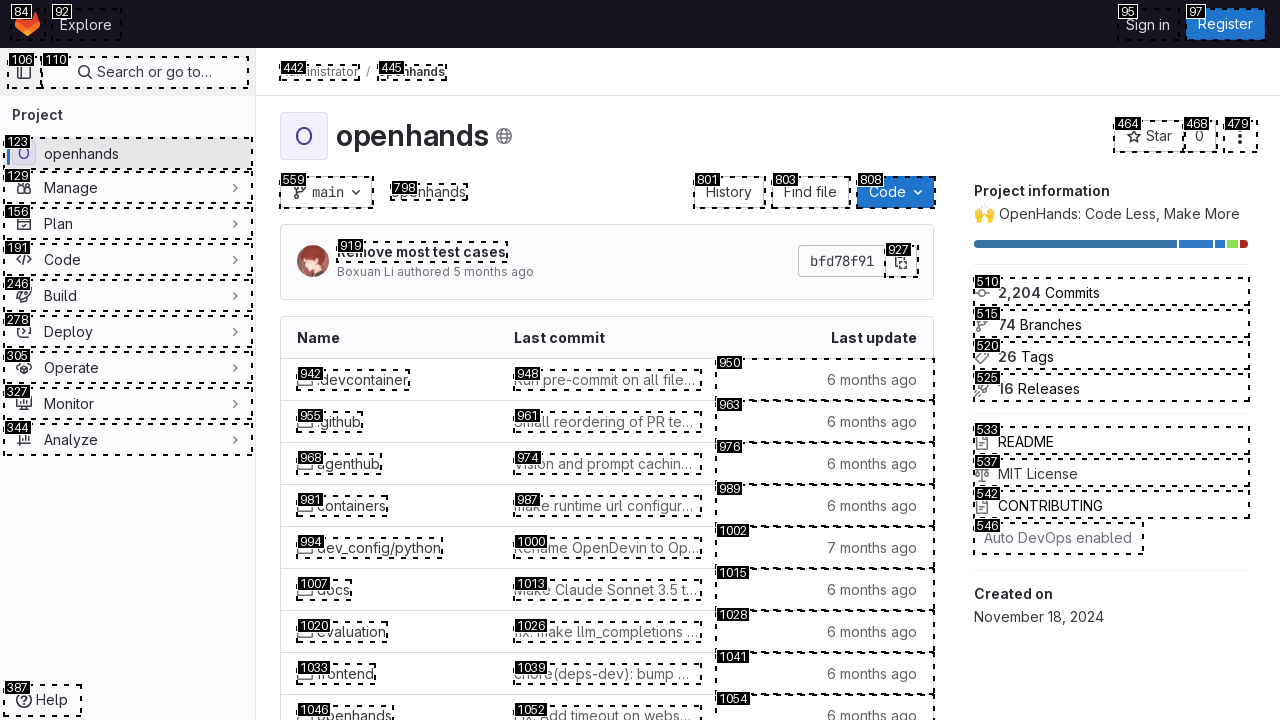 84
92
Explore
95
Sign in
97
Register
106
110
Search or go to…
442
Administrator
/
445
openhands
Project
123
O
openhands
129
Manage
156
Plan
191
Code
246
Build
278
Deploy
305
Operate
327
Monitor
344
Analyze
387
Help
O
openhands
464
Star
468
0
479
559
main
798
openhands
801
History
803
Find file
808
Code
919
Remove most test cases
Boxuan Li authored 5 months ago
bfd78f91
927
Name
Last commit
Last update
942
.devcontainer
948
Run pre-commit on all file…
950
6 months ago
955
.github
961
Small reordering of PR te…
963
6 months ago
968
agenthub
974
Vision and prompt cachin…
976
6 months ago
981
containers
987
make runtime url configur…
989
6 months ago
994
dev_config/python
1000
Rename OpenDevin to Op…
1002
7 months ago
1007
docs
1013
Make Claude Sonnet 3.5 t…
1015
6 months ago
1020
evaluation
1026
fix: make llm_completions …
1028
6 months ago
1033
frontend
1039
chore(deps-dev): bump …
1041
6 months ago
1046
openhands
1052
Fix: Add timeout on webs…
1054
6 months ago
Project information
🙌 OpenHands: Code Less, Make More
510
2,204 Commits
515
74 Branches
520
26 Tags
525
16 Releases
533
README
537
MIT License
542
CONTRIBUTING
546
Auto DevOps enabled
Created on
November 18, 2024